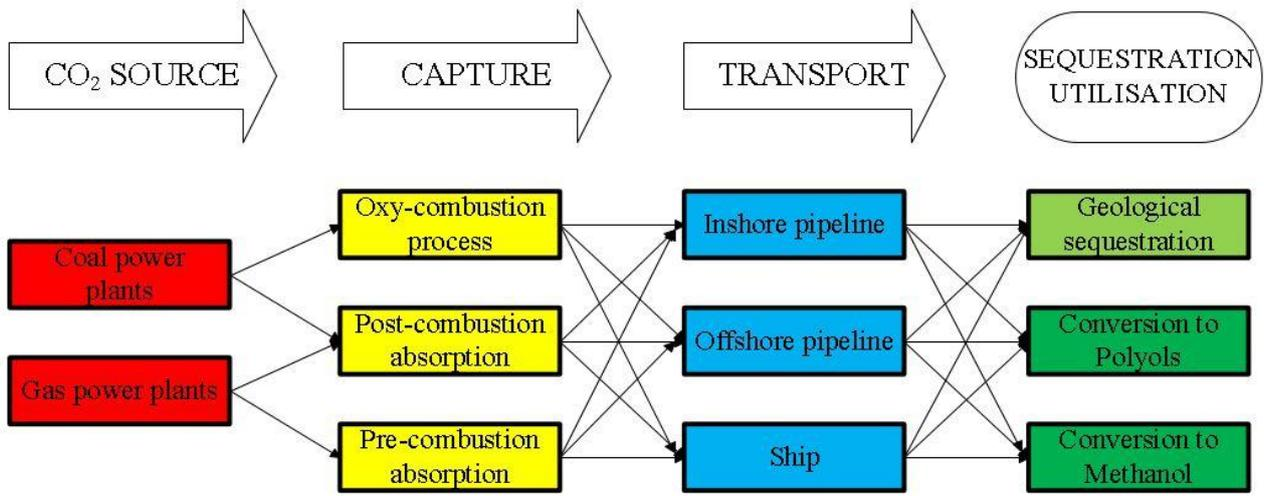 CO₂ SOURCE
CAPTURE
TRANSPORT
SEQUESTRATION
UTILISATION
Coal power
plants
Gas power plants
Oxy-combustion
process
Post-combustion
absorption
Pre-combustion
absorption
Inshore pipeline
Offshore pipeline
Ship
Geological
sequestration
Conversion to
Polyols
Conversion to
Methanol